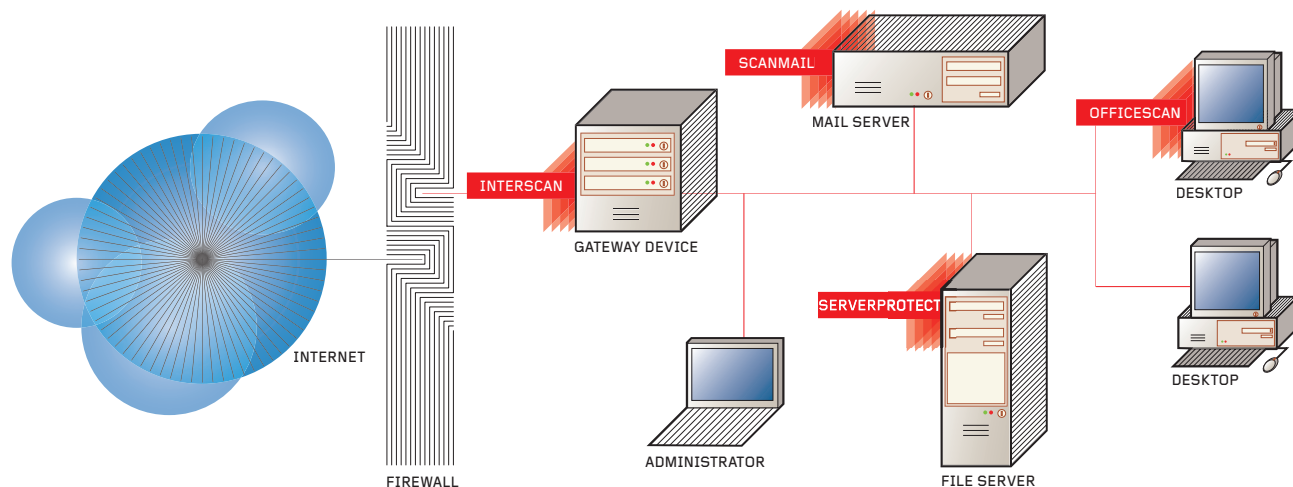 SCANMAIL
MAIL SERVER
OFFICESCAN
DESKTOP
INTERSCAN
GATEWAY DEVICE
SERVERPROTECT
INTERNET
DESKTOP
ADMINISTRATOR
FIREWALL
FILE SERVER